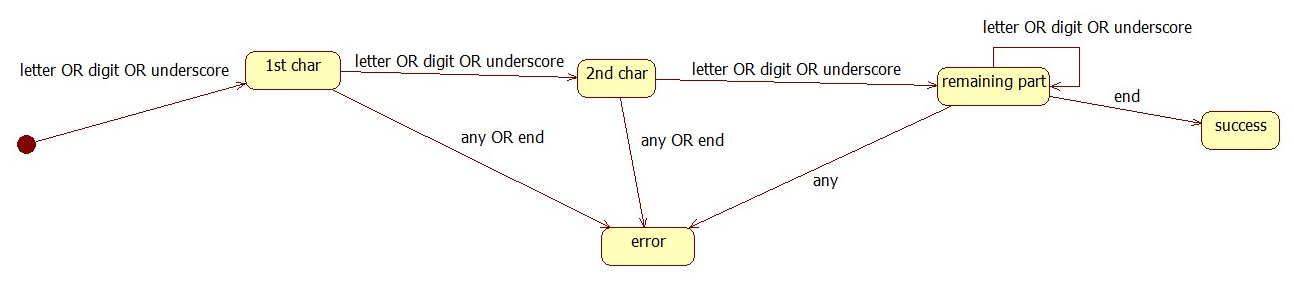 letter OR digit OR underscore
letter OR digit OR underscore
1st char
letter OR digit OR underscore
2nd char
letter OR digit OR underscore
remaining part
end
success
any OR end
any OR end
any
error